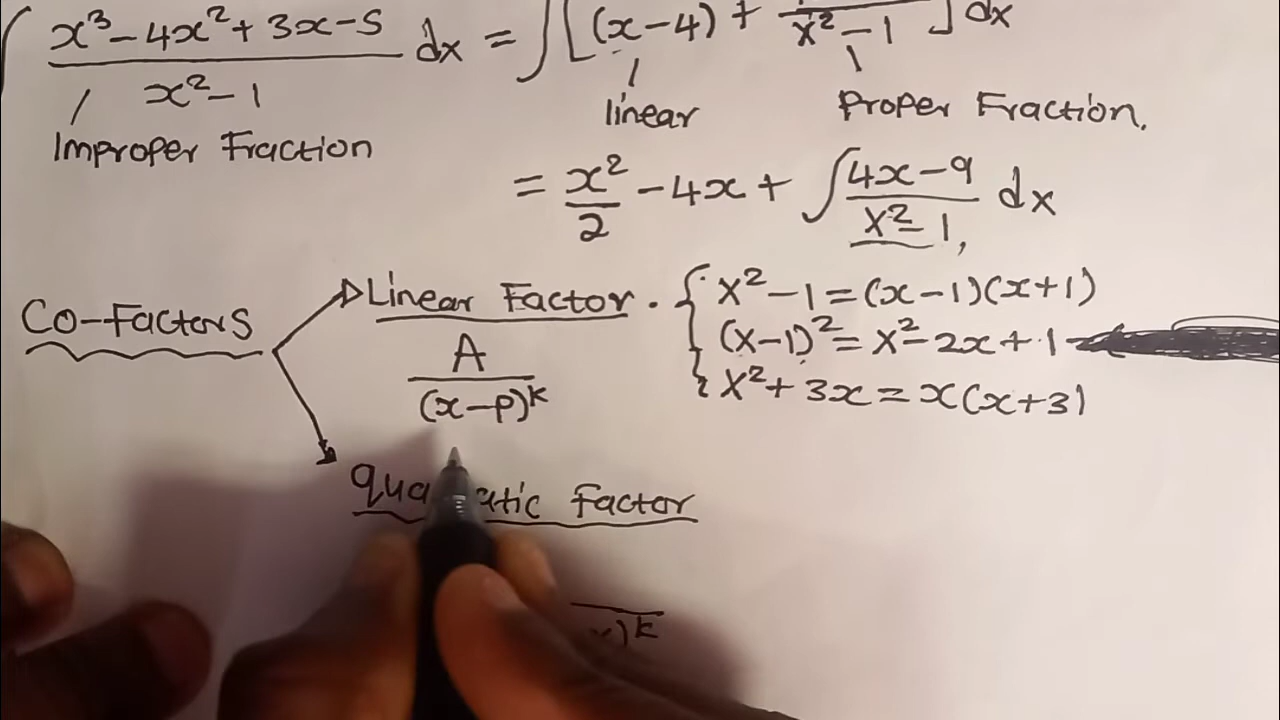 ∫ x³ – 4x² + 3x – 5 / x² – 1 dx = ∫ [(x – 4) + / x² – 1 ] dx
Improper Fraction
linear
Proper Fraction.
= x²/2 – 4x + ∫ 4x – 9 / x² – 1, dx
Co-Factors
Linear Factor.
A / (x – p)ᵏ
x² – 1 = (x – 1)(x + 1)
(x – 1)² = x² – 2x + 1
x² + 3x = x(x + 3)
Factor
)ᵏ